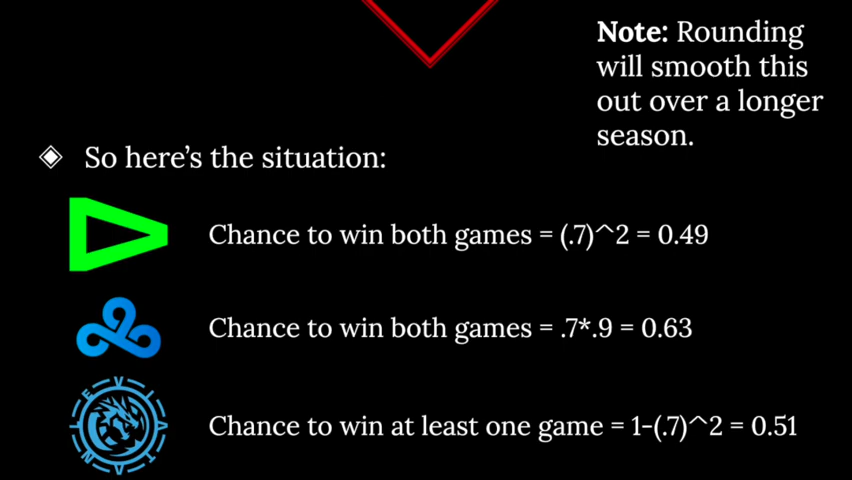 Note: Rounding
will smooth this
out over a longer
season.
So here's the situation:
Chance to win both games = (.7)^2 = 0.49
Chance to win both games = .7*.9 = 0.63
LEVIATAN
Chance to win at least one game = 1-(.7)^2 = 0.51